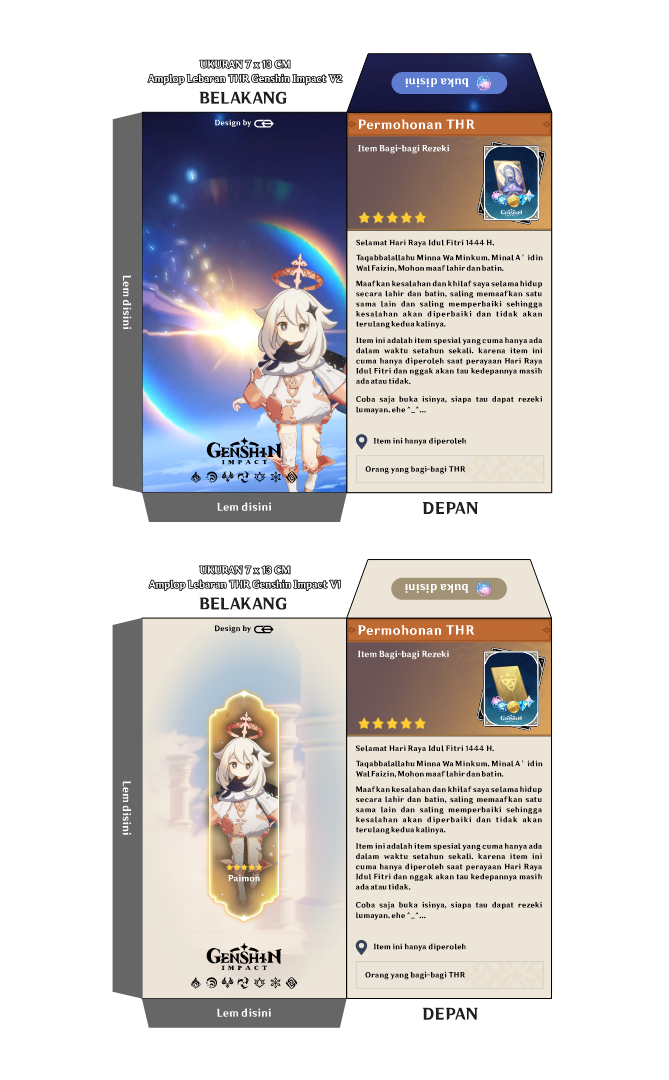 UKURAN 7 x 13 CM
Amplop Lebaran THR Genshin Impact V2
BELAKANG
buka disini
Design by
Permohonan THR
Item Bagi-bagi Rezeki
GENSHIN
Selamat Hari Raya Idul Fitri 1444 H.
Taqabbalallahu Minna Wa Minkum. Minal A' idin
Wal Faizin, Mohon maaf lahir dan batin.
Maafkan kesalahan dan khilaf saya selama hidup
secara lahir dan batin, saling memaafkan satu
sama lain dan saling memperbaiki sehingga
kesalahan akan diperbaiki dan tidak akan
terulang kedua kalinya.
Item ini adalah item spesial yang cuma hanya ada
dalam waktu setahun sekali. karena item ini
cuma hanya diperoleh saat perayaan Hari Raya
Idul Fitri dan nggak akan tau kedepannya masih
ada atau tidak.
Coba saja buka isinya, siapa tau dapat rezeki
lumayan. ehe ^_^...
Item ini hanya diperoleh
Orang yang bagi-bagi THR
Lem disini
GENSHIN
IMPACT
Lem disini
DEPAN
UKURAN 7 x 13 CM
Amplop Lebaran THR Genshin Impact V1
BELAKANG
buka disini
Design by
Permohonan THR
Item Bagi-bagi Rezeki
GENSHIN
Selamat Hari Raya Idul Fitri 1444 H.
Taqabbalallahu Minna Wa Minkum. Minal A' idin
Wal Faizin, Mohon maaf lahir dan batin.
Maafkan kesalahan dan khilaf saya selama hidup
secara lahir dan batin, saling memaafkan satu
sama lain dan saling memperbaiki sehingga
kesalahan akan diperbaiki dan tidak akan
terulang kedua kalinya.
Item ini adalah item spesial yang cuma hanya ada
dalam waktu setahun sekali. karena item ini
cuma hanya diperoleh saat perayaan Hari Raya
Idul Fitri dan nggak akan tau kedepannya masih
ada atau tidak.
Coba saja buka isinya, siapa tau dapat rezeki
lumayan. ehe ^_^...
Item ini hanya diperoleh
Orang yang bagi-bagi THR
Lem disini
Paimon
GENSHIN
IMPACT
Lem disini
DEPAN